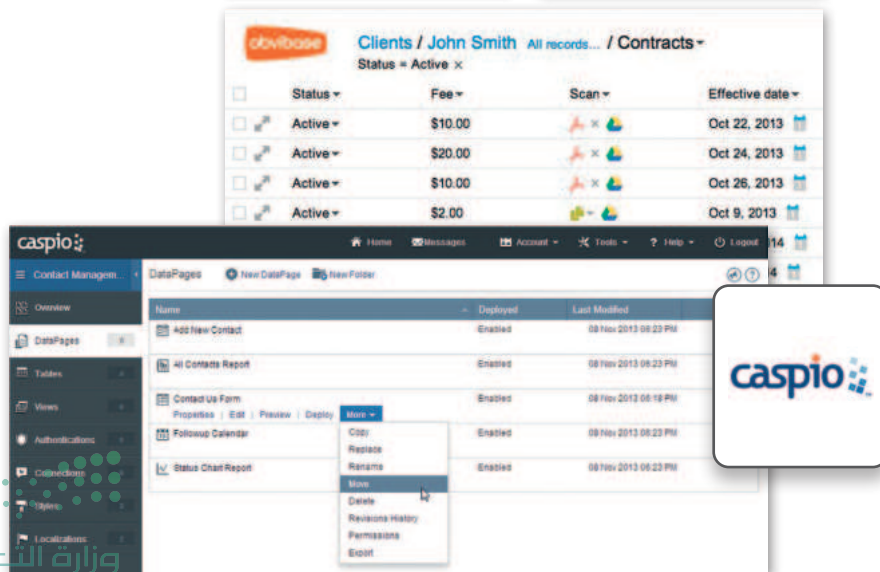 obvibase
Clients / John Smith All records... / Contracts
Status = Active ×
Status Fee Scan Effective date
Active $10.00 Oct 22, 2013
Active $20.00 Oct 24, 2013
Active $10.00 Oct 26, 2013
Active $2.00 Oct 9, 2013
14
4
caspio
Home Messages Account Tools ? Help Logout
Contact Managem...
DataPages New DataPage New Folder
Overview
DataPages
Tables
Views
Authentications
Connections
Styles
Localizations
Name Deployed Last Modified
Add New Contact Enabled 08 Nov 2013 06:23 PM
All Contacts Report Enabled 08 Nov 2013 06:23 PM
Contact Us Form Enabled 08 Nov 2013 06:18 PM
Properties | Edit | Preview | Deploy More
Followup Calendar Enabled 08 Nov 2013 06:23 PM
Status Chart Report Enabled 08 Nov 2013 06:23 PM
Copy
Replace
Rename
Move
Delete
Revisions History
Permissions
Export
caspio
وزارة